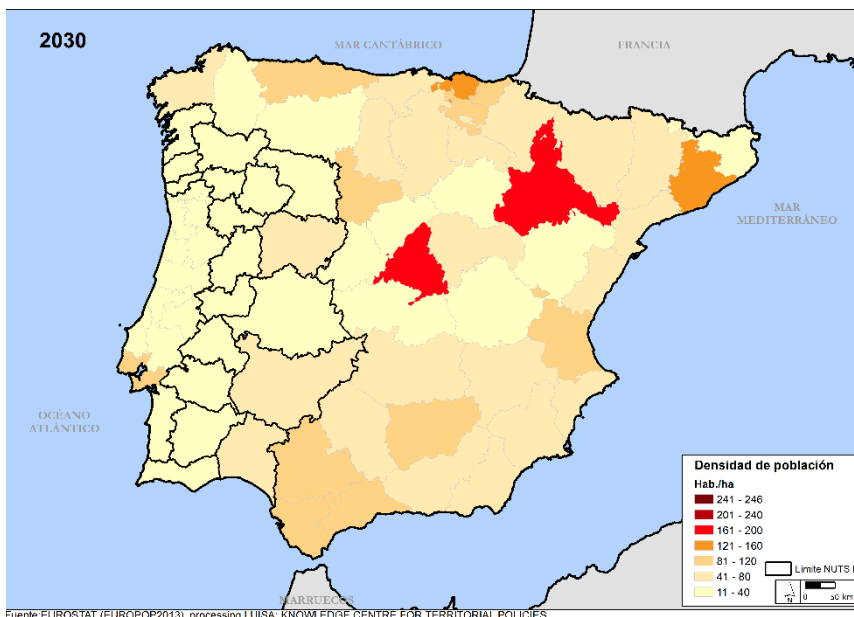 2030
MAR CANTÁBRICO
FRANCIA
MAR
MEDITERRÁNEO
OCÉANO
ATLÁNTICO
MARRUECOS
Densidad de población
Hab./ha
241 - 246
201 - 240
161 - 200
121 - 160
81 - 120
41 - 80
11 - 40
Límite NUTS
N
0 50 km
Fuente:EUROSTAT (EUROPOP2013), processing LUISA; KNOWLEDGE CENTRE FOR TERRITORIAL POLICIES